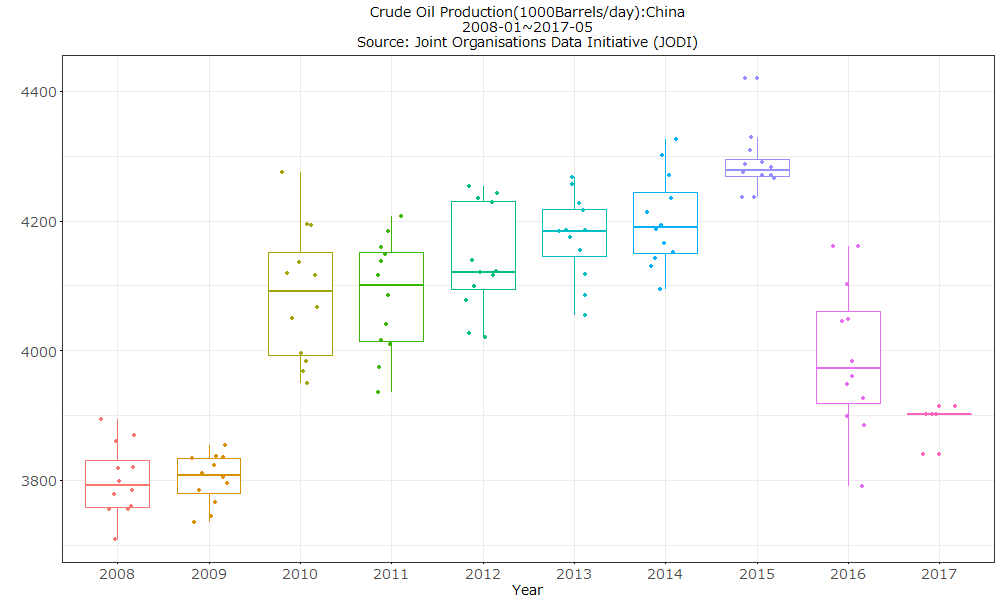 Crude Oil Production(1000Barrels/day):China
2008-01~2017-05
Source: Joint Organisations Data Initiative (JODI)
4400
4200
4000
3800
2008 2009 2010 2011 2012 2013 2014 2015 2016 2017
Year